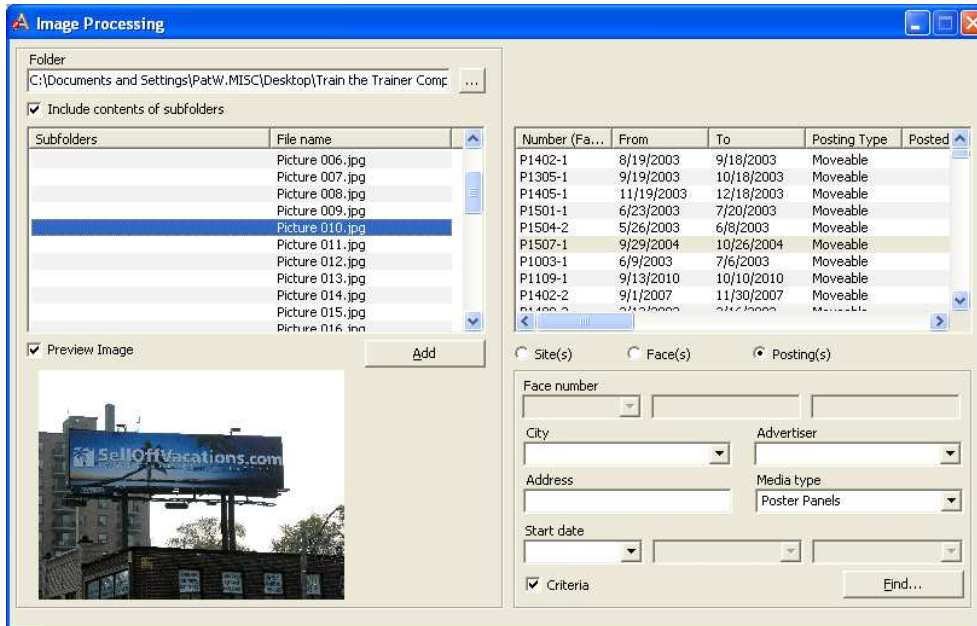 Image Processing
Folder
C:\Documents and Settings\PatW.MISC\Desktop\Train the Trainer Comp
...
Include contents of subfolders
Subfolders File name
Picture 006.jpg
Picture 007.jpg
Picture 008.jpg
Picture 009.jpg
Picture 010.jpg
Picture 011.jpg
Picture 012.jpg
Picture 013.jpg
Picture 014.jpg
Picture 015.jpg
Picture 016.jpg
Preview Image
Add
SellOffVacations.com
Number (Fa... From To Posting Type Posted
P1402-1 8/19/2003 9/18/2003 Moveable
P1305-1 9/19/2003 10/18/2003 Moveable
P1405-1 11/19/2003 12/18/2003 Moveable
P1501-1 6/23/2003 7/20/2003 Moveable
P1504-2 5/26/2003 6/8/2003 Moveable
P1507-1 9/29/2004 10/26/2004 Moveable
P1003-1 6/9/2003 7/6/2003 Moveable
P1109-1 9/13/2010 10/10/2010 Moveable
P1402-2 9/1/2007 11/30/2007 Moveable
Site(s) Face(s) Posting(s)
Face number
City Advertiser
Address Media type
Poster Panels
Start date
Criteria
Find...